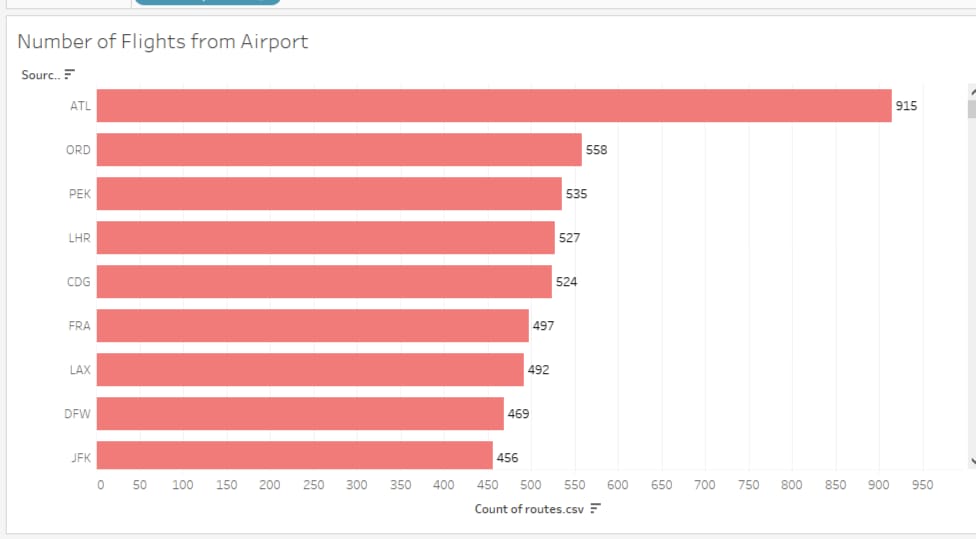 Number of Flights from Airport
Sourc..
ATL 915
ORD 558
PEK 535
LHR 527
CDG 524
FRA 497
LAX 492
DFW 469
JFK 456
0 50 100 150 200 250 300 350 400 450 500 550 600 650 700 750 800 850 900 950
Count of routes.csv